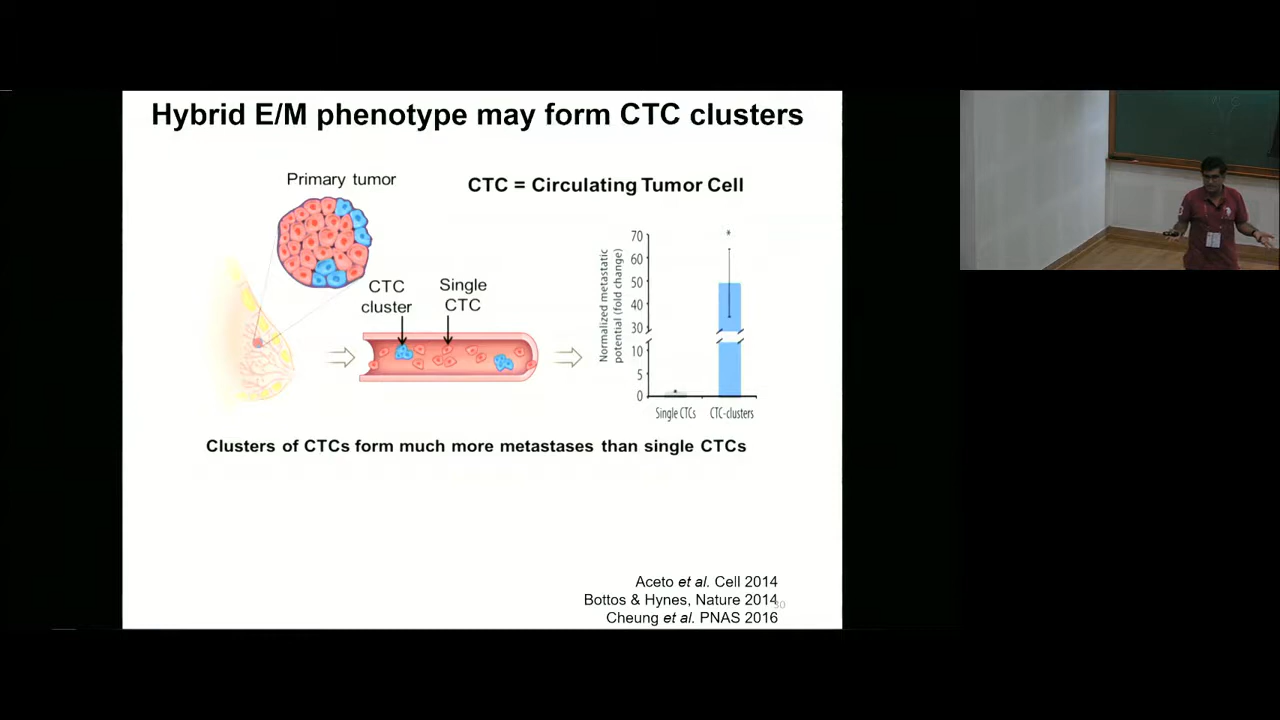 Hybrid E/M phenotype may form CTC clusters
Primary tumor
CTC = Circulating Tumor Cell
CTC
cluster
Single
CTC
Normalized metastatic
potential (fold change)
70
60
50
40
30
10
5
0
*
Single CTCs
CTC-clusters
Clusters of CTCs form much more metastases than single CTCs
Aceto et al. Cell 2014
Bottos & Hynes, Nature 2014
30
Cheung et al. PNAS 2016